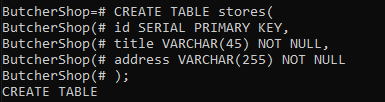 ButcherShop=# CREATE TABLE stores(
ButcherShop(# id SERIAL PRIMARY KEY,
ButcherShop(# title VARCHAR(45) NOT NULL,
ButcherShop(# address VARCHAR(255) NOT NULL
ButcherShop(# );
CREATE TABLE